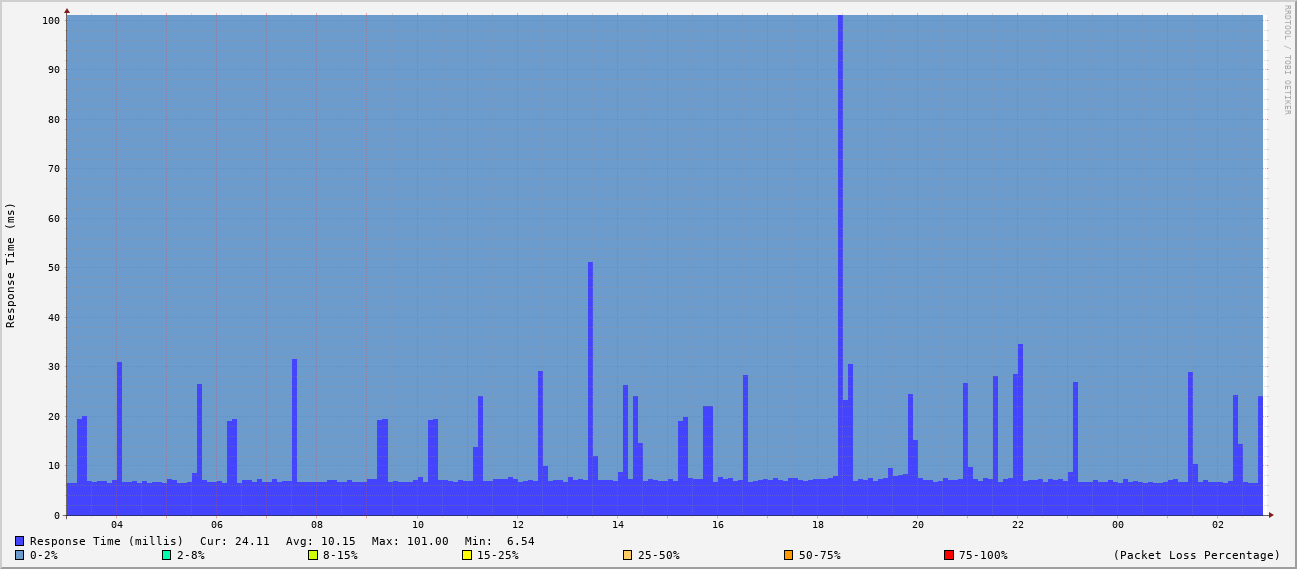 RRDTOOL / TOBI OETIKER
Response Time (ms)
100
90
80
70
60
50
40
30
20
10
0
04 06 08 10 12 14 16 18 20 22 00 02
Response Time (millis) Cur: 24.11 Avg: 10.15 Max: 101.00 Min: 6.54
0-2% 2-8% 8-15% 15-25% 25-50% 50-75% 75-100% (Packet Loss Percentage)